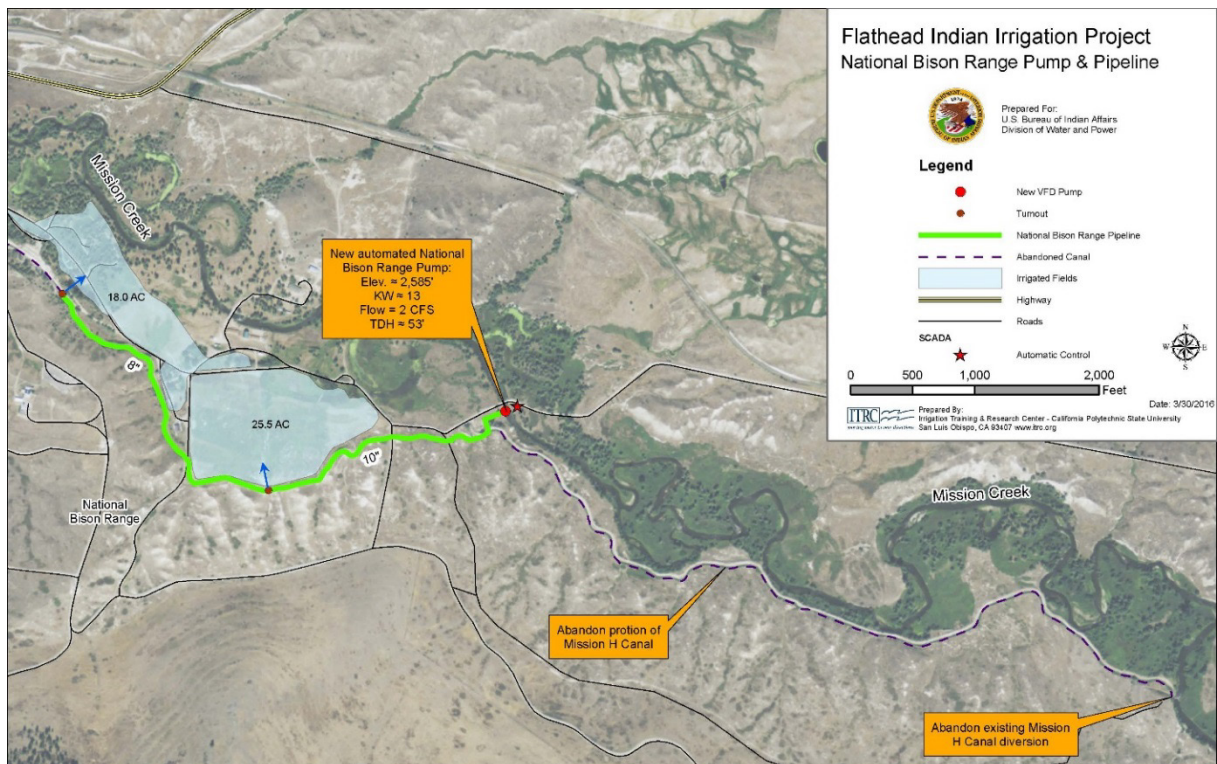 Flathead Indian Irrigation Project
National Bison Range Pump & Pipeline
Prepared For:
U.S. Bureau of Indian Affairs
Division of Water and Power
Legend
New VFD Pump
Turnout
National Bison Range Pipeline
Abandoned Canal
Irrigated Fields
Highway
Roads
SCADA
Automatic Control
N
W E
S
0 500 1,000 2,000
Feet
Date: 3/30/2016
ITRC
Prepared By:
Irrigation Training & Research Center - California Polytechnic State University
San Luis Obispo, CA 93407 www.itrc.org
Mission Creek
18.0 AC
8"
New automated National
Bison Range Pump:
Elev. ≈ 2,585'
KW ≈ 13
Flow = 2 CFS
TDH ≈ 53'
25.5 AC
10"
National
Bison Range
Mission Creek
Abandon protion of
Mission H Canal
Abandon existing Mission
H Canal diversion